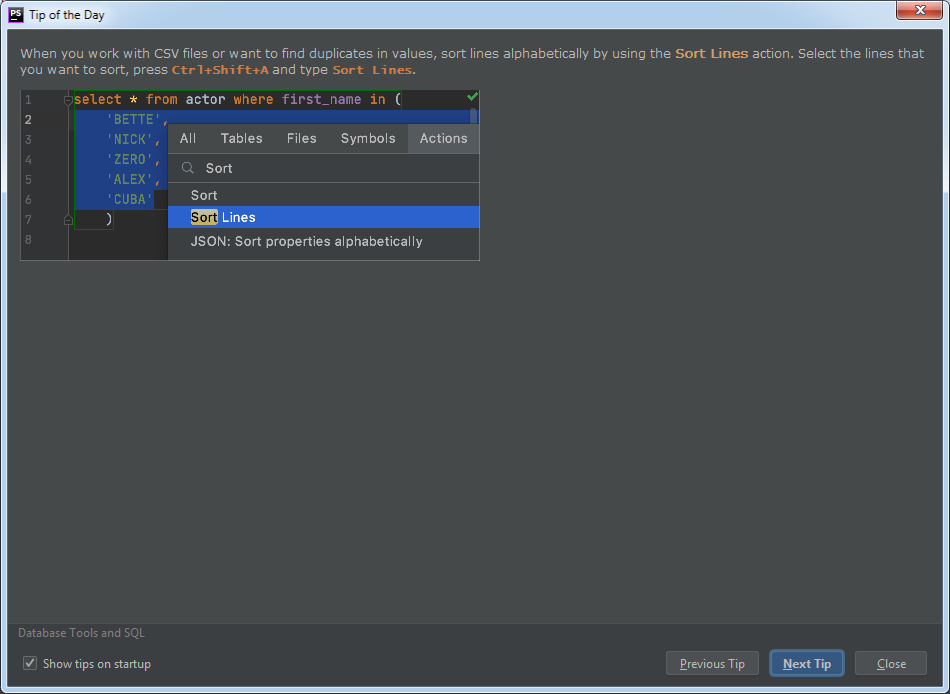 PS Tip of the Day
When you work with CSV files or want to find duplicates in values, sort lines alphabetically by using the Sort Lines action. Select the lines that
you want to sort, press Ctrl+Shift+A and type Sort Lines.
1 select * from actor where first_name in (
2 'BETTE',
3 'NICK',
4 'ZERO',
5 'ALEX',
6 'CUBA'
7 )
8
All Tables Files Symbols Actions
Sort
Sort
Sort Lines
JSON: Sort properties alphabetically
Database Tools and SQL
Show tips on startup
Previous Tip Next Tip Close